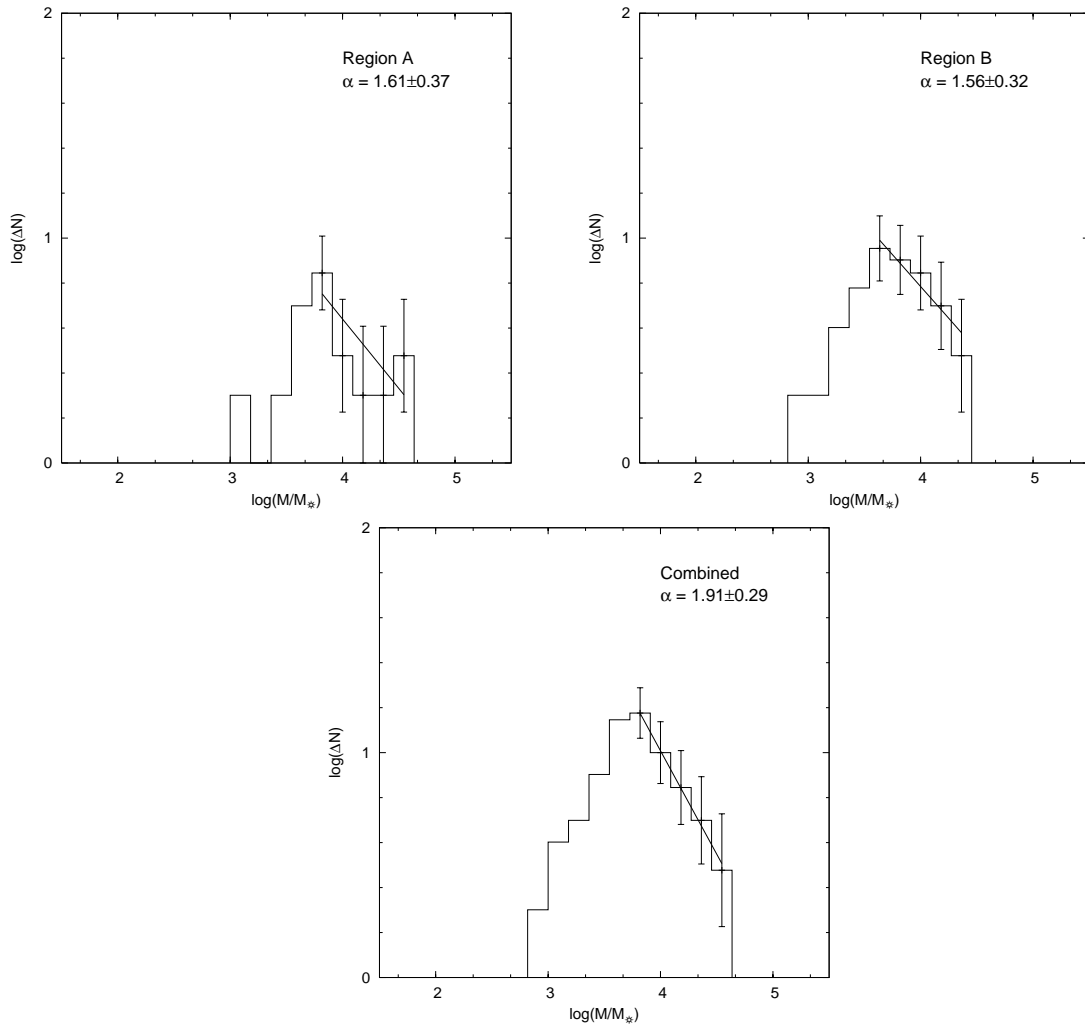 2
1
0
2
3
4
5
log(ΔN)
log(M/M☼)
Region A
α = 1.61±0.37
2
1
0
2
3
4
5
log(ΔN)
log(M/M☼)
Region B
α = 1.56±0.32
2
1
0
2
3
4
5
log(ΔN)
log(M/M☼)
Combined
α = 1.91±0.29